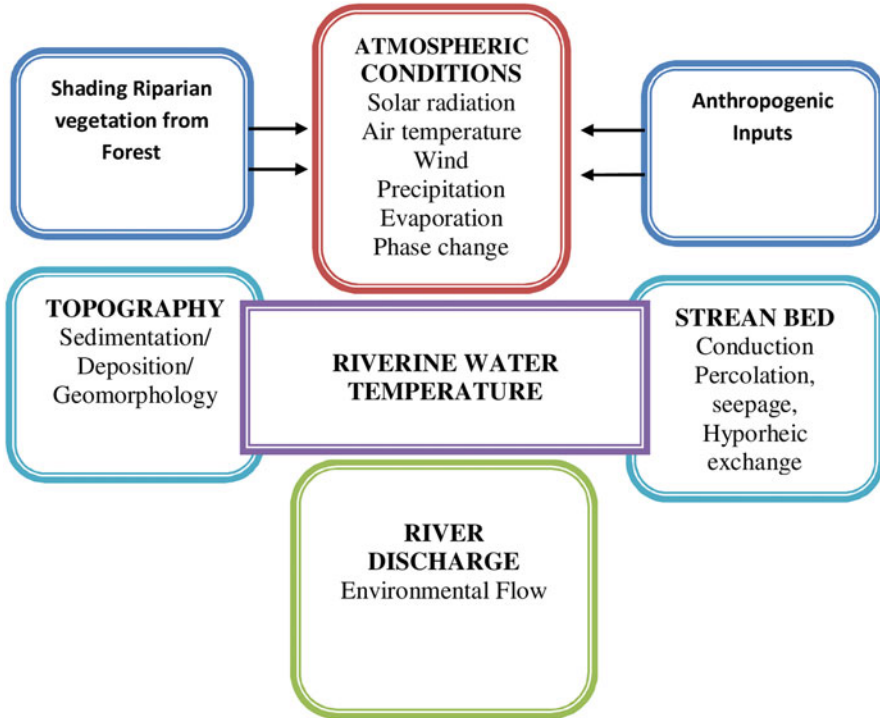 Shading Riparian
vegetation from
Forest
ATMOSPHERIC
CONDITIONS
Solar radiation
Air temperature
Wind
Precipitation
Evaporation
Phase change
Anthropogenic
Inputs
TOPOGRAPHY
Sedimentation/
Deposition/
Geomorphology
RIVERINE WATER
TEMPERATURE
STREAN BED
Conduction
Percolation,
seepage,
Hyporheic
exchange
RIVER
DISCHARGE
Environmental Flow